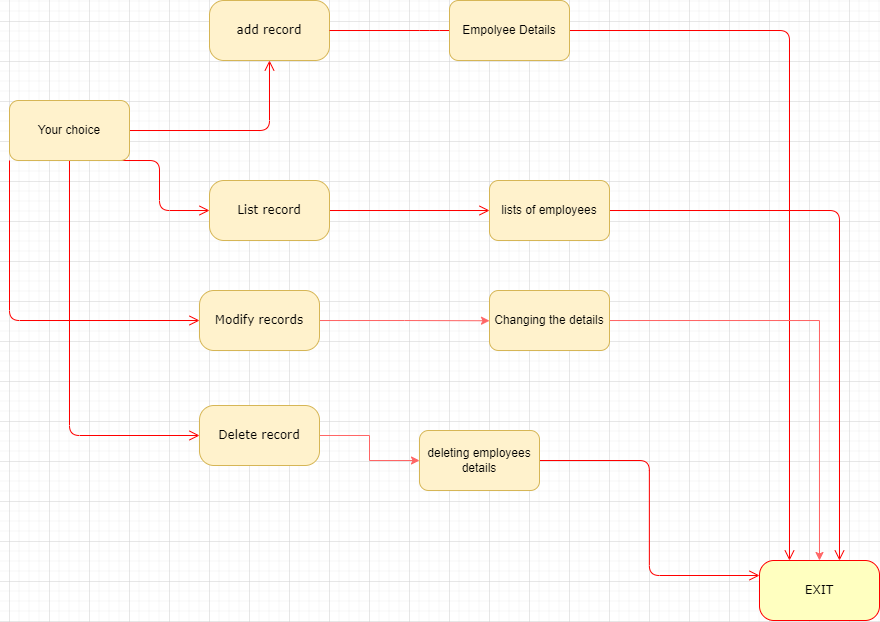 add record
Empolyee Details
Your choice
List record
lists of employees
Modify records
Changing the details
Delete record
deleting employees
details
EXIT